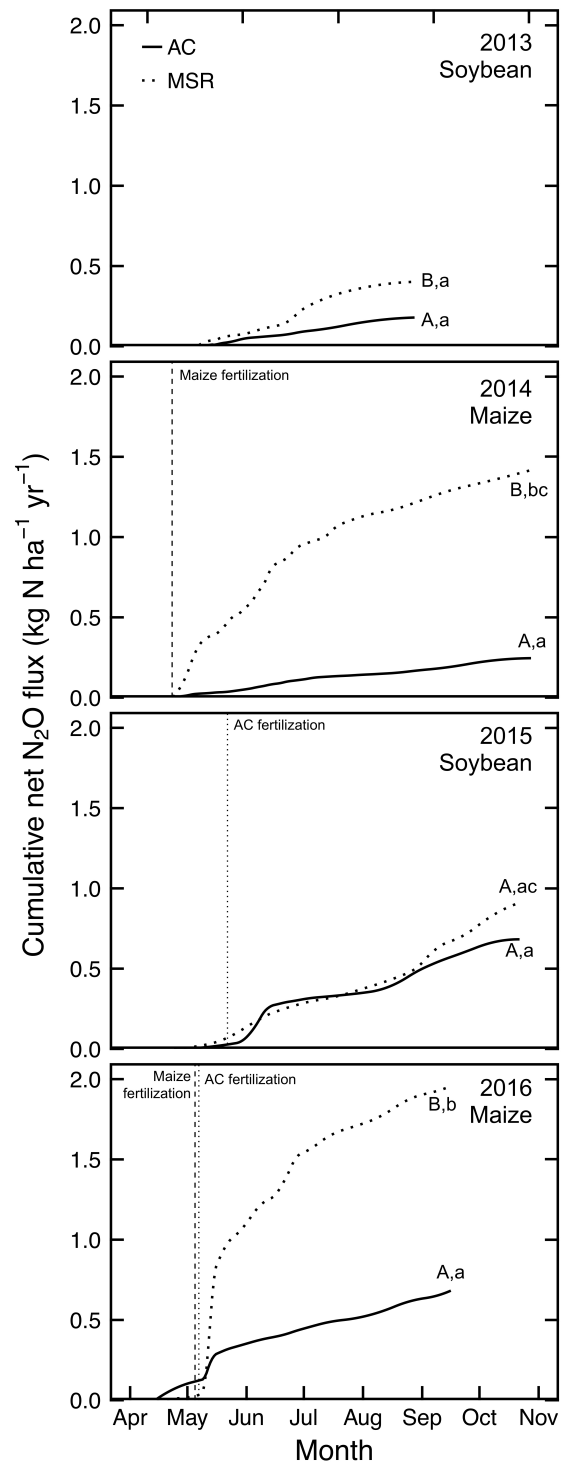 Cumulative net N₂O flux (kg N ha⁻¹ yr⁻¹)
2.0
1.5
1.0
0.5
0.0
AC
MSR
2013
Soybean
B,a
A,a
2.0
1.5
1.0
0.5
0.0
Maize fertilization
2014
Maize
B,bc
A,a
2.0
1.5
1.0
0.5
0.0
AC fertilization
2015
Soybean
A,ac
A,a
2.0
1.5
1.0
0.5
0.0
Maize
fertilization
AC fertilization
2016
Maize
B,b
A,a
Apr May Jun Jul Aug Sep Oct Nov
Month